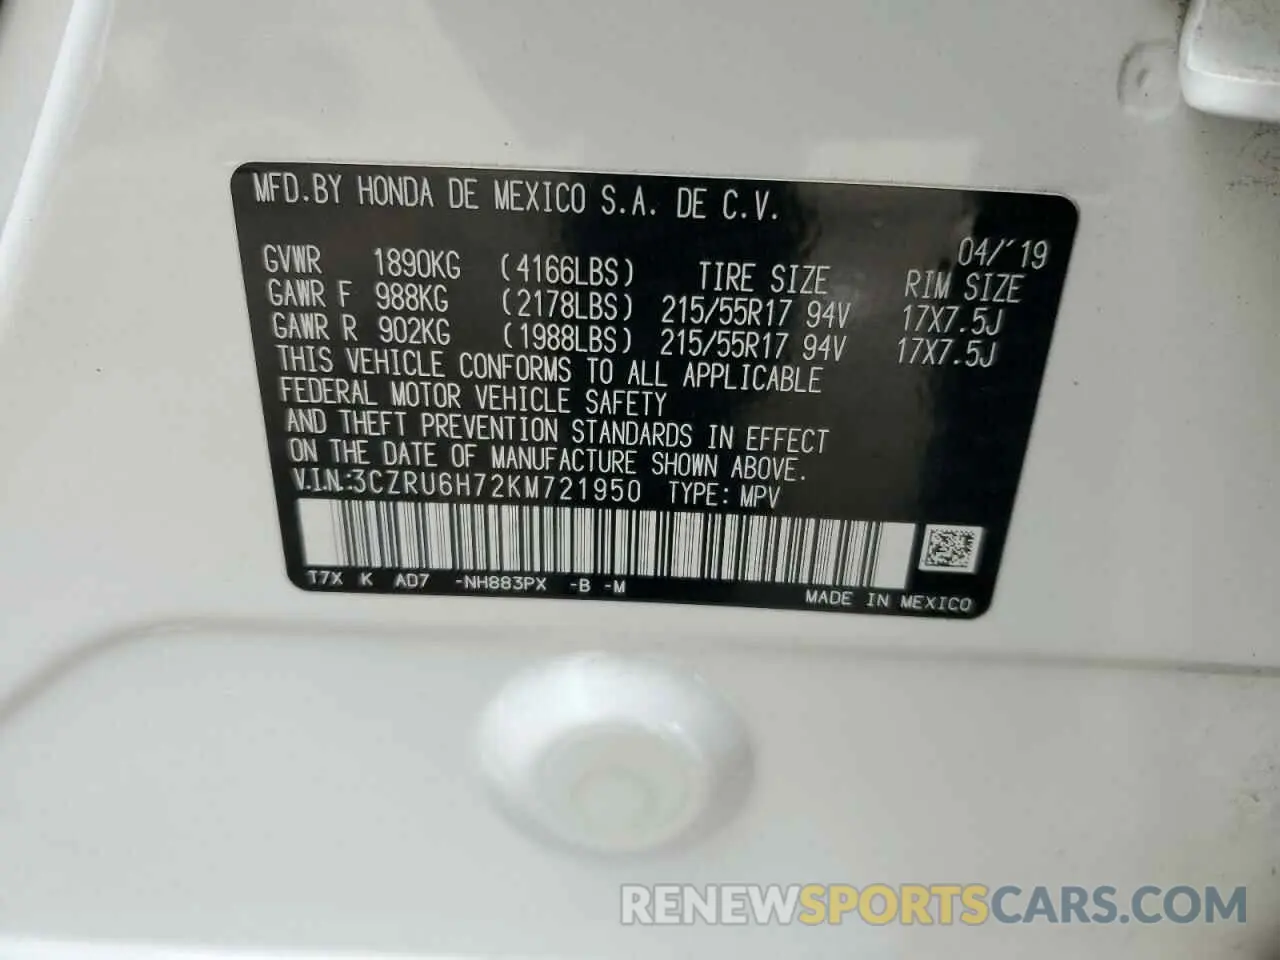 MFD.BY HONDA DE MEXICO S.A. DE C.V.
04/'19
GVWR 1890KG (4166LBS) TIRE SIZE RIM SIZE
GAWR F 988KG (2178LBS) 215/55R17 94V 17X7.5J
GAWR R 902KG (1988LBS) 215/55R17 94V 17X7.5J
THIS VEHICLE CONFORMS TO ALL APPLICABLE
FEDERAL MOTOR VEHICLE SAFETY
AND THEFT PREVENTION STANDARDS IN EFFECT
ON THE DATE OF MANUFACTURE SHOWN ABOVE.
V.I.N.:3CZRU6H72KM721950 TYPE: MPV
T7X K AD7 -NH883PX -B -M
MADE IN MEXICO
RENEWSPORTSCARS.COM